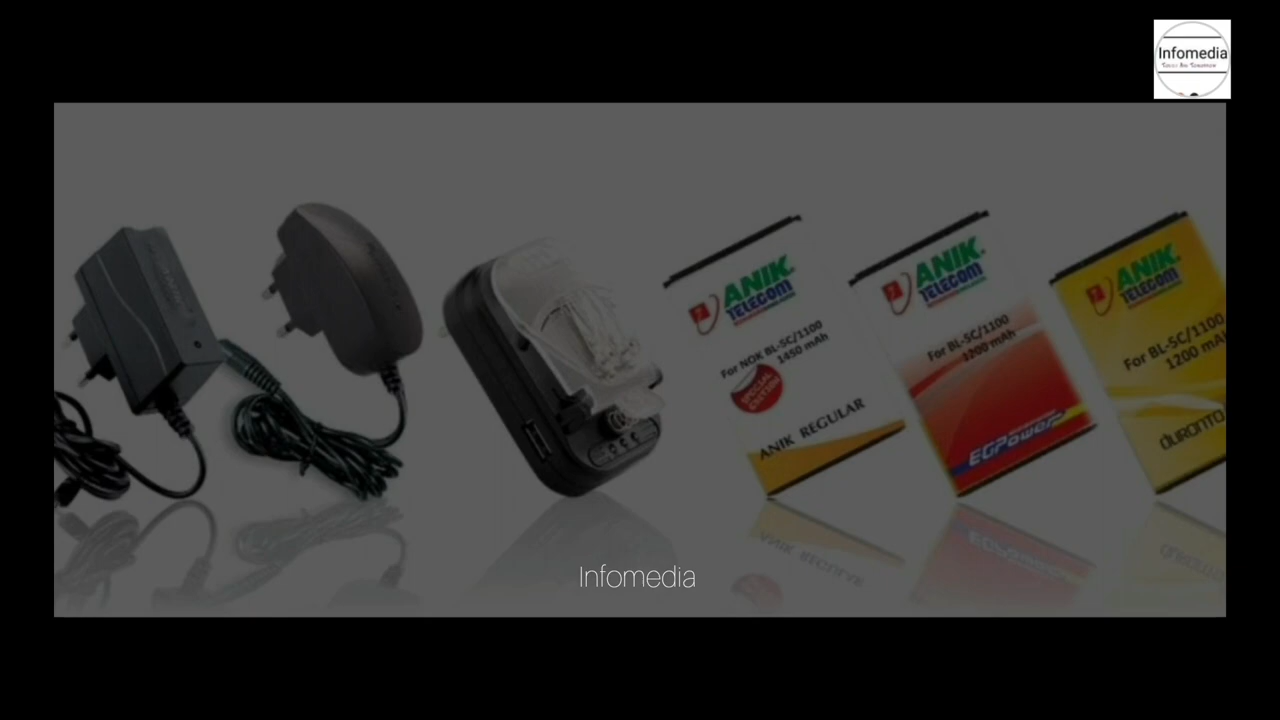 Infomedia
ANIK
TELECOM
For NOK BL-5C/1100
1450 mAh
SPECIAL
EDITION
ANIK REGULAR
ANIK
TELECOM
For BL-5C/1100
1200 mAh
EGPower
ANIK
TELECOM
For BL-5C/1100
1200 mAh
duronto
Infomedia